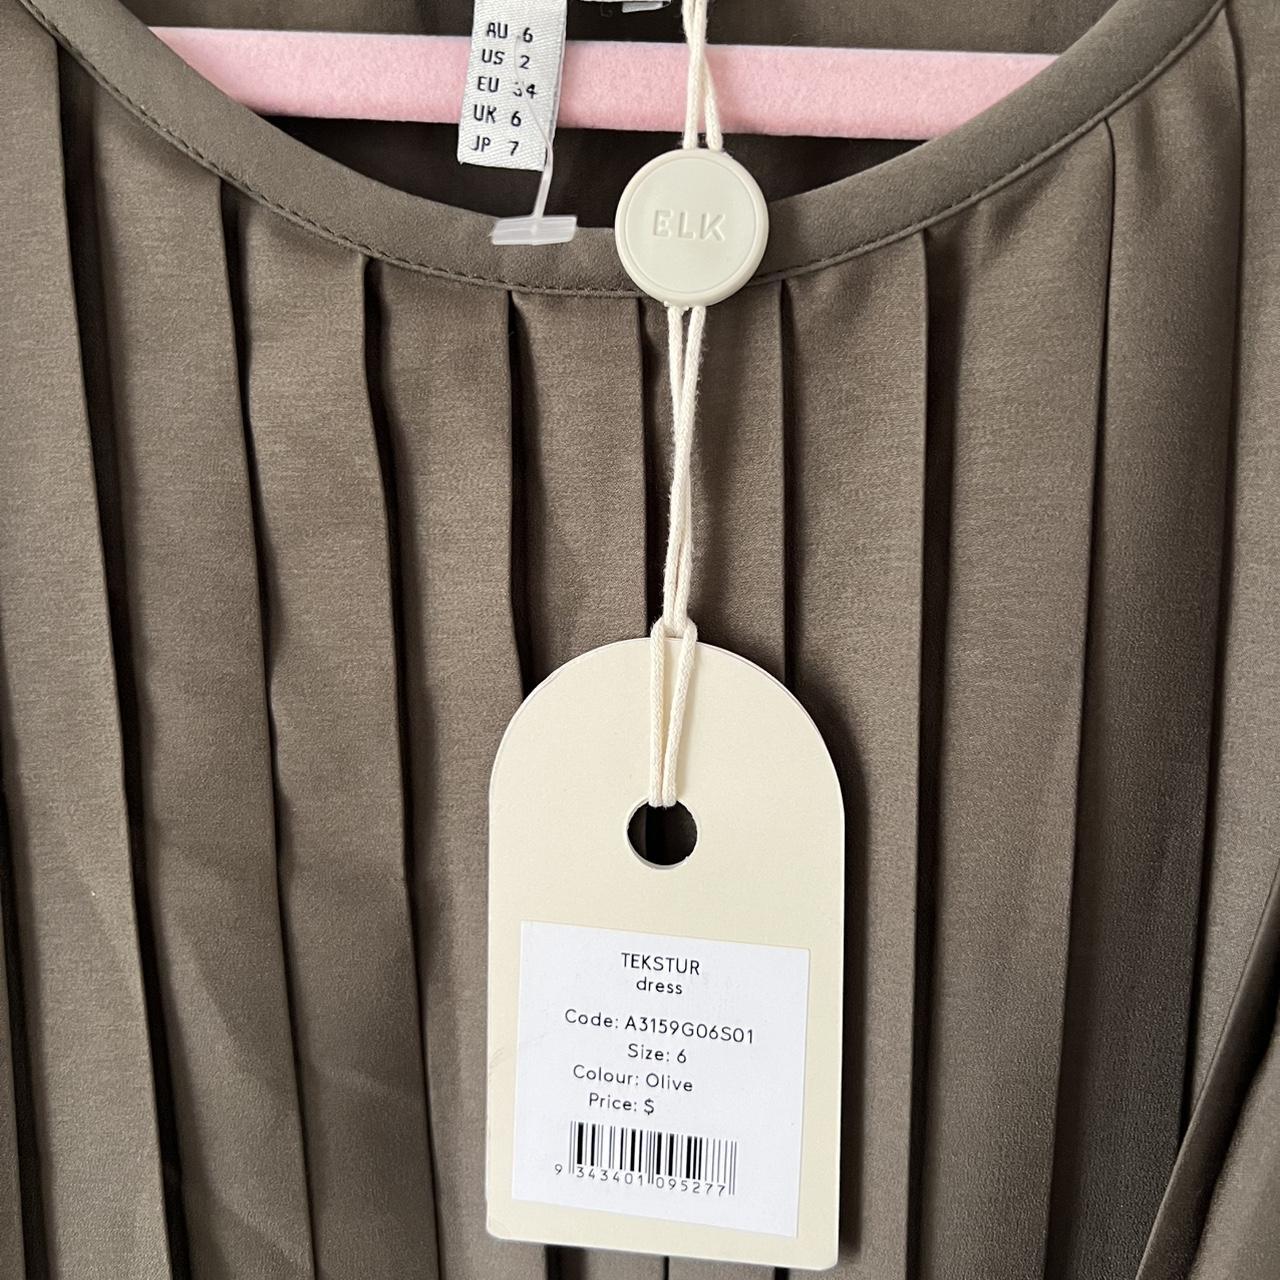 AU 6
US 2
EU 34
UK 6
JP 7
ELK
TEKSTUR
dress
Code: A3159G06S01
Size: 6
Colour: Olive
Price: $
9 343401 095277